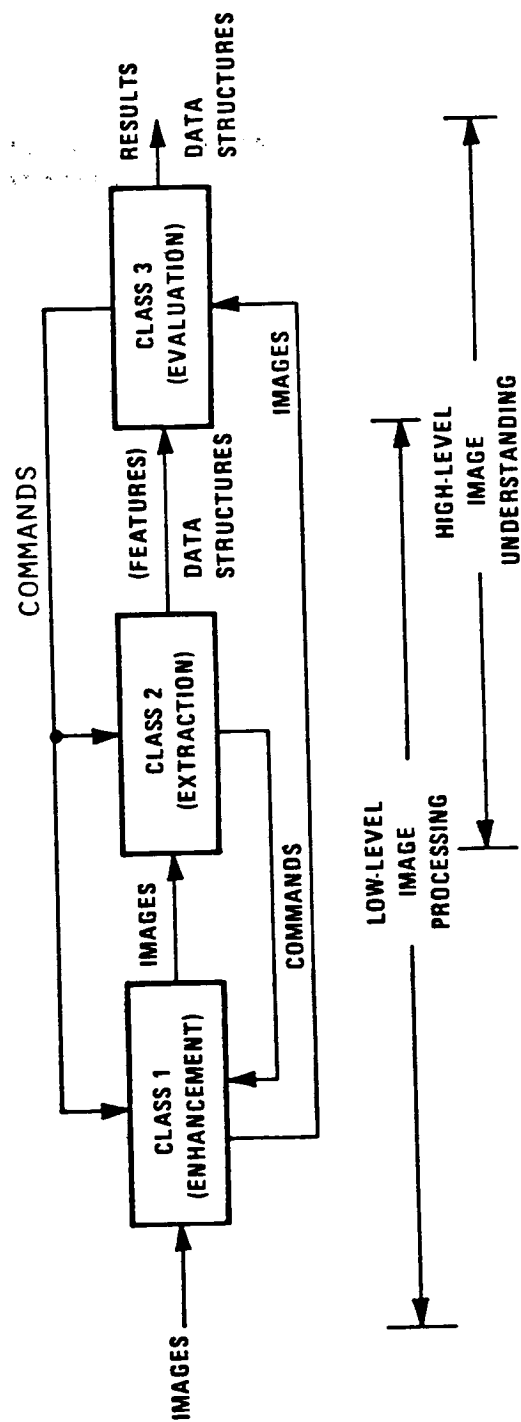 COMMANDS
IMAGES
CLASS 1
(ENHANCEMENT)
IMAGES
CLASS 2
(EXTRACTION)
(FEATURES)
DATA
STRUCTURES
CLASS 3
(EVALUATION)
RESULTS
DATA
STRUCTURES
COMMANDS
IMAGES
LOW-LEVEL
IMAGE
PROCESSING
HIGH-LEVEL
IMAGE
UNDERSTANDING